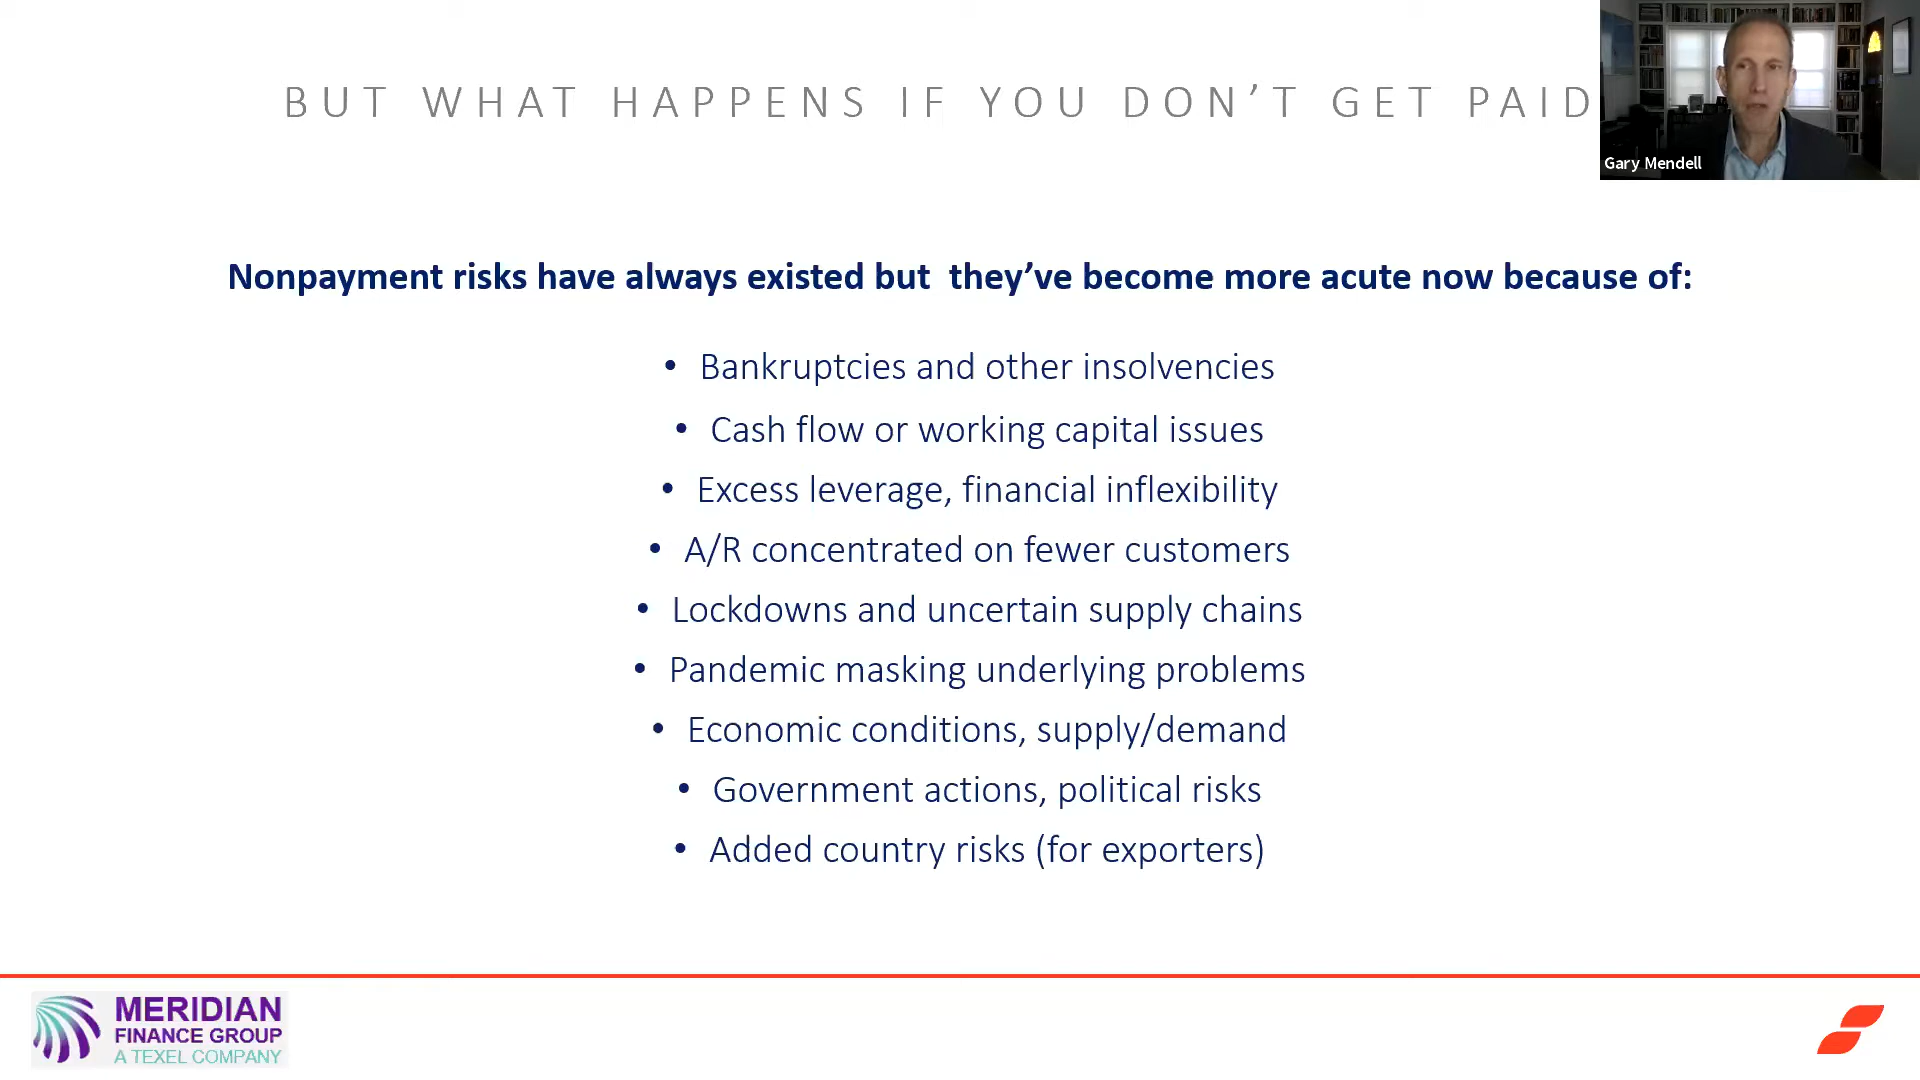 BUT WHAT HAPPENS IF YOU DON’T GET PAID
Gary Mendell
Nonpayment risks have always existed but they’ve become more acute now because of:
• Bankruptcies and other insolvencies
• Cash flow or working capital issues
• Excess leverage, financial inflexibility
• A/R concentrated on fewer customers
• Lockdowns and uncertain supply chains
• Pandemic masking underlying problems
• Economic conditions, supply/demand
• Government actions, political risks
• Added country risks (for exporters)
MERIDIAN
FINANCE GROUP
A TEXEL COMPANY